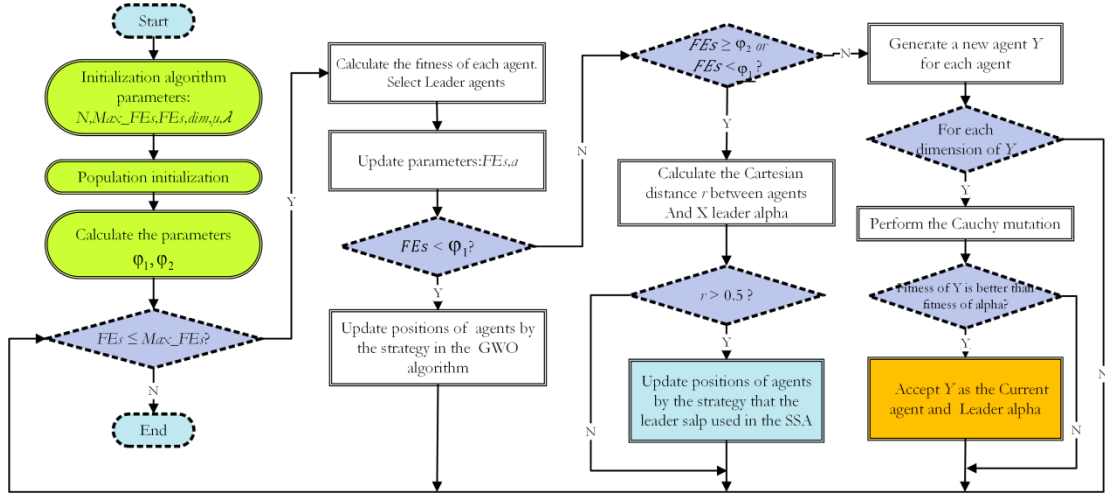 Start
Initialization algorithm
parameters:
N,Max_FEs,FEs,dim,μ,λ
Population initialization
Calculate the parameters
φ1, φ2
FEs ≤ Max_FEs?
N
End
Y
Calculate the fitness of each agent.
Select Leader agents
Update parameters:FEs,a
FEs < φ1?
N
Y
Update positions of agents by
the strategy in the GWO
algorithm
FEs ≥ φ2 or
FEs < φ1 ?
N
Y
Calculate the Cartesian
distance r between agents
And X leader alpha
r > 0.5 ?
Y
N
Update positions of agents
by the strategy that the
leader salp used in the SSA
Generate a new agent Y
for each agent
For each
dimension of Y
Y
Perform the Cauchy mutation
Fitness of Y is better than
fitness of alpha?
Y
N
Accept Y as the Current
agent and Leader alpha
N